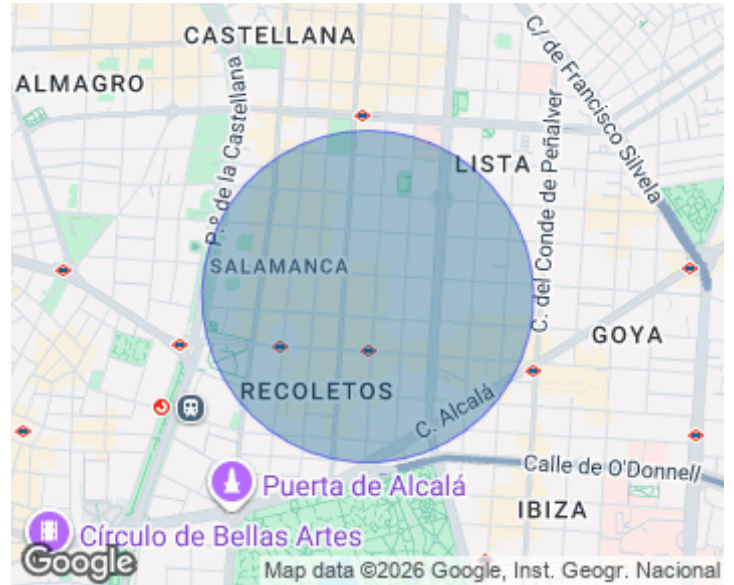 CASTELLANA
ALMAGRO
C/ de Francisco Silvela
P.º de la Castellana
LISTA
C. del Conde de Peñalver
SALAMANCA
GOYA
RECOLETOS
C. Alcalá
Calle de O'Donnell
Puerta de Alcalá
IBIZA
Círculo de Bellas Artes
Google
Map data ©2026 Google, Inst. Geogr. Nacional